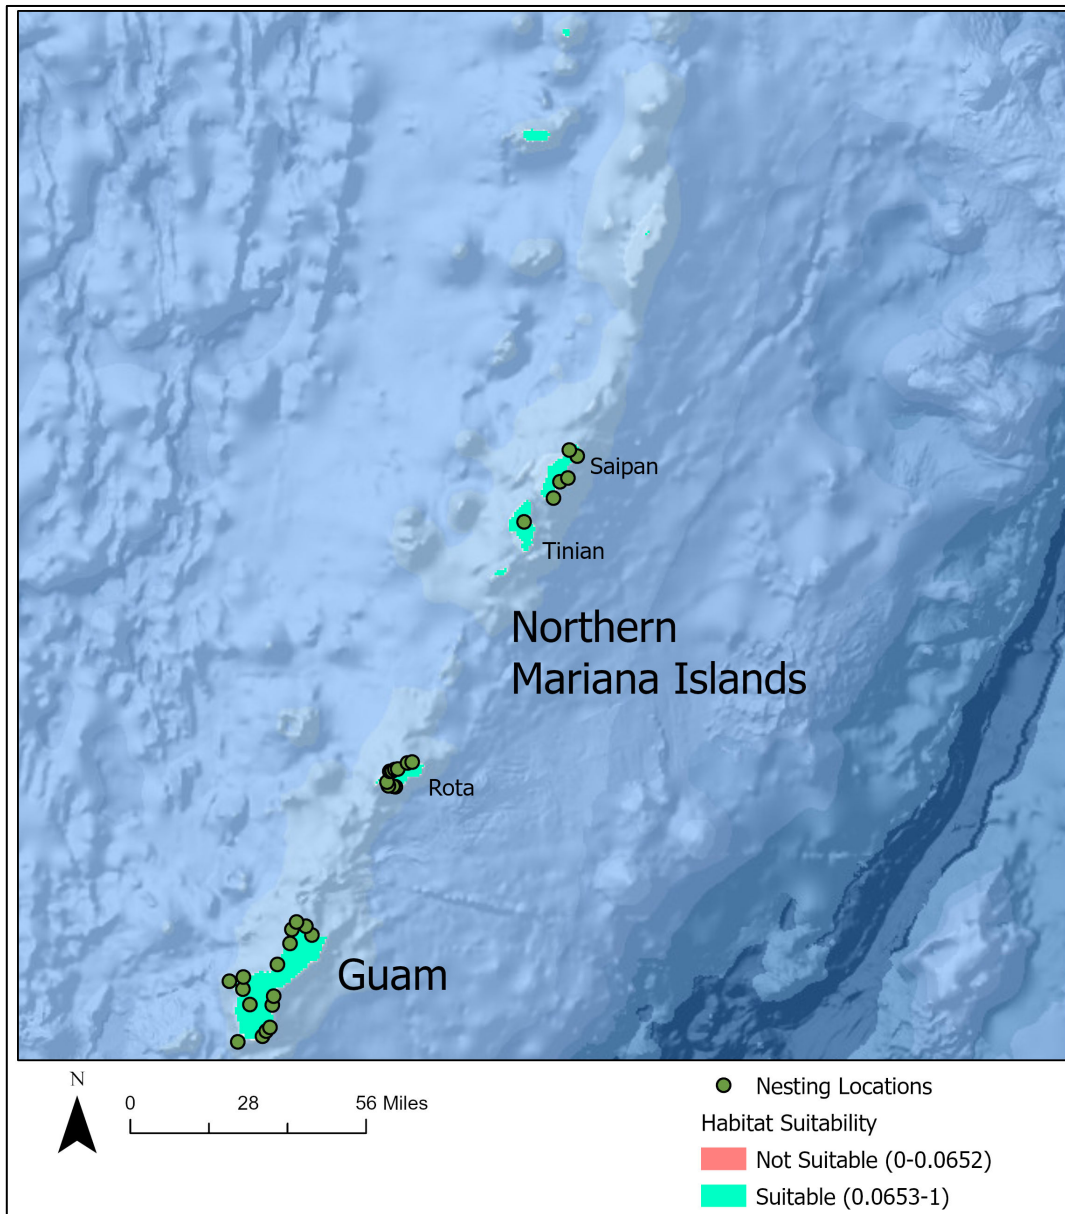 Saipan
Tinian
Northern
Mariana Islands
Rota
Guam
N
0 28 56 Miles
Nesting Locations
Habitat Suitability
Not Suitable (0-0.0652)
Suitable (0.0653-1)